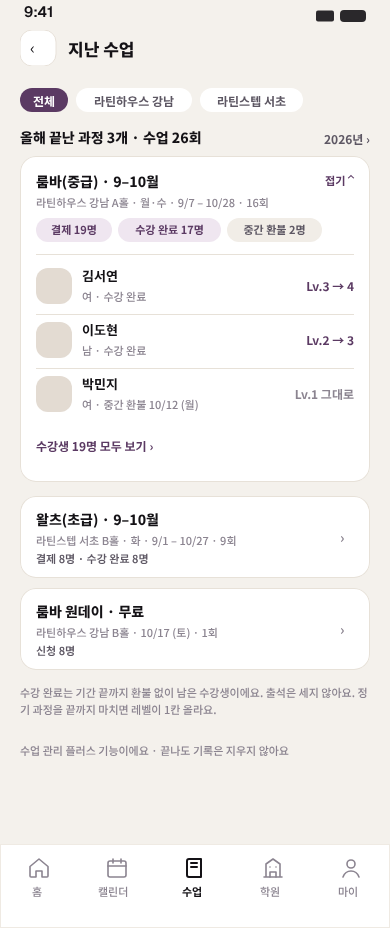 9:41
‹ 지난 수업
전체 라틴하우스 강남 라틴스텝 서초
올해 끝난 과정 3개 · 수업 26회 2026년 ›
룸바(중급) · 9–10월 접기 ^
라틴하우스 강남 A홀 · 월·수 · 9/7 – 10/28 · 16회
결제 19명 수강 완료 17명 중간 환불 2명
김서연
여 · 수강 완료 Lv.3 → 4
이도현
남 · 수강 완료 Lv.2 → 3
박민지
여 · 중간 환불 10/12 (월) Lv.1 그대로
수강생 19명 모두 보기 ›
왈츠(초급) · 9–10월
라틴스텝 서초 B홀 · 화 · 9/1 – 10/27 · 9회 ›
결제 8명 · 수강 완료 8명
룸바 원데이 · 무료
라틴하우스 강남 B홀 · 10/17 (토) · 1회 ›
신청 8명
수강 완료는 기간 끝까지 환불 없이 남은 수강생이에요. 출석은 세지 않아요. 정
기 과정을 끝까지 마치면 레벨이 1칸 올라요.
수업 관리 플러스 기능이에요 · 끝나도 기록은 지우지 않아요
홈 캘린더 수업 학원 마이